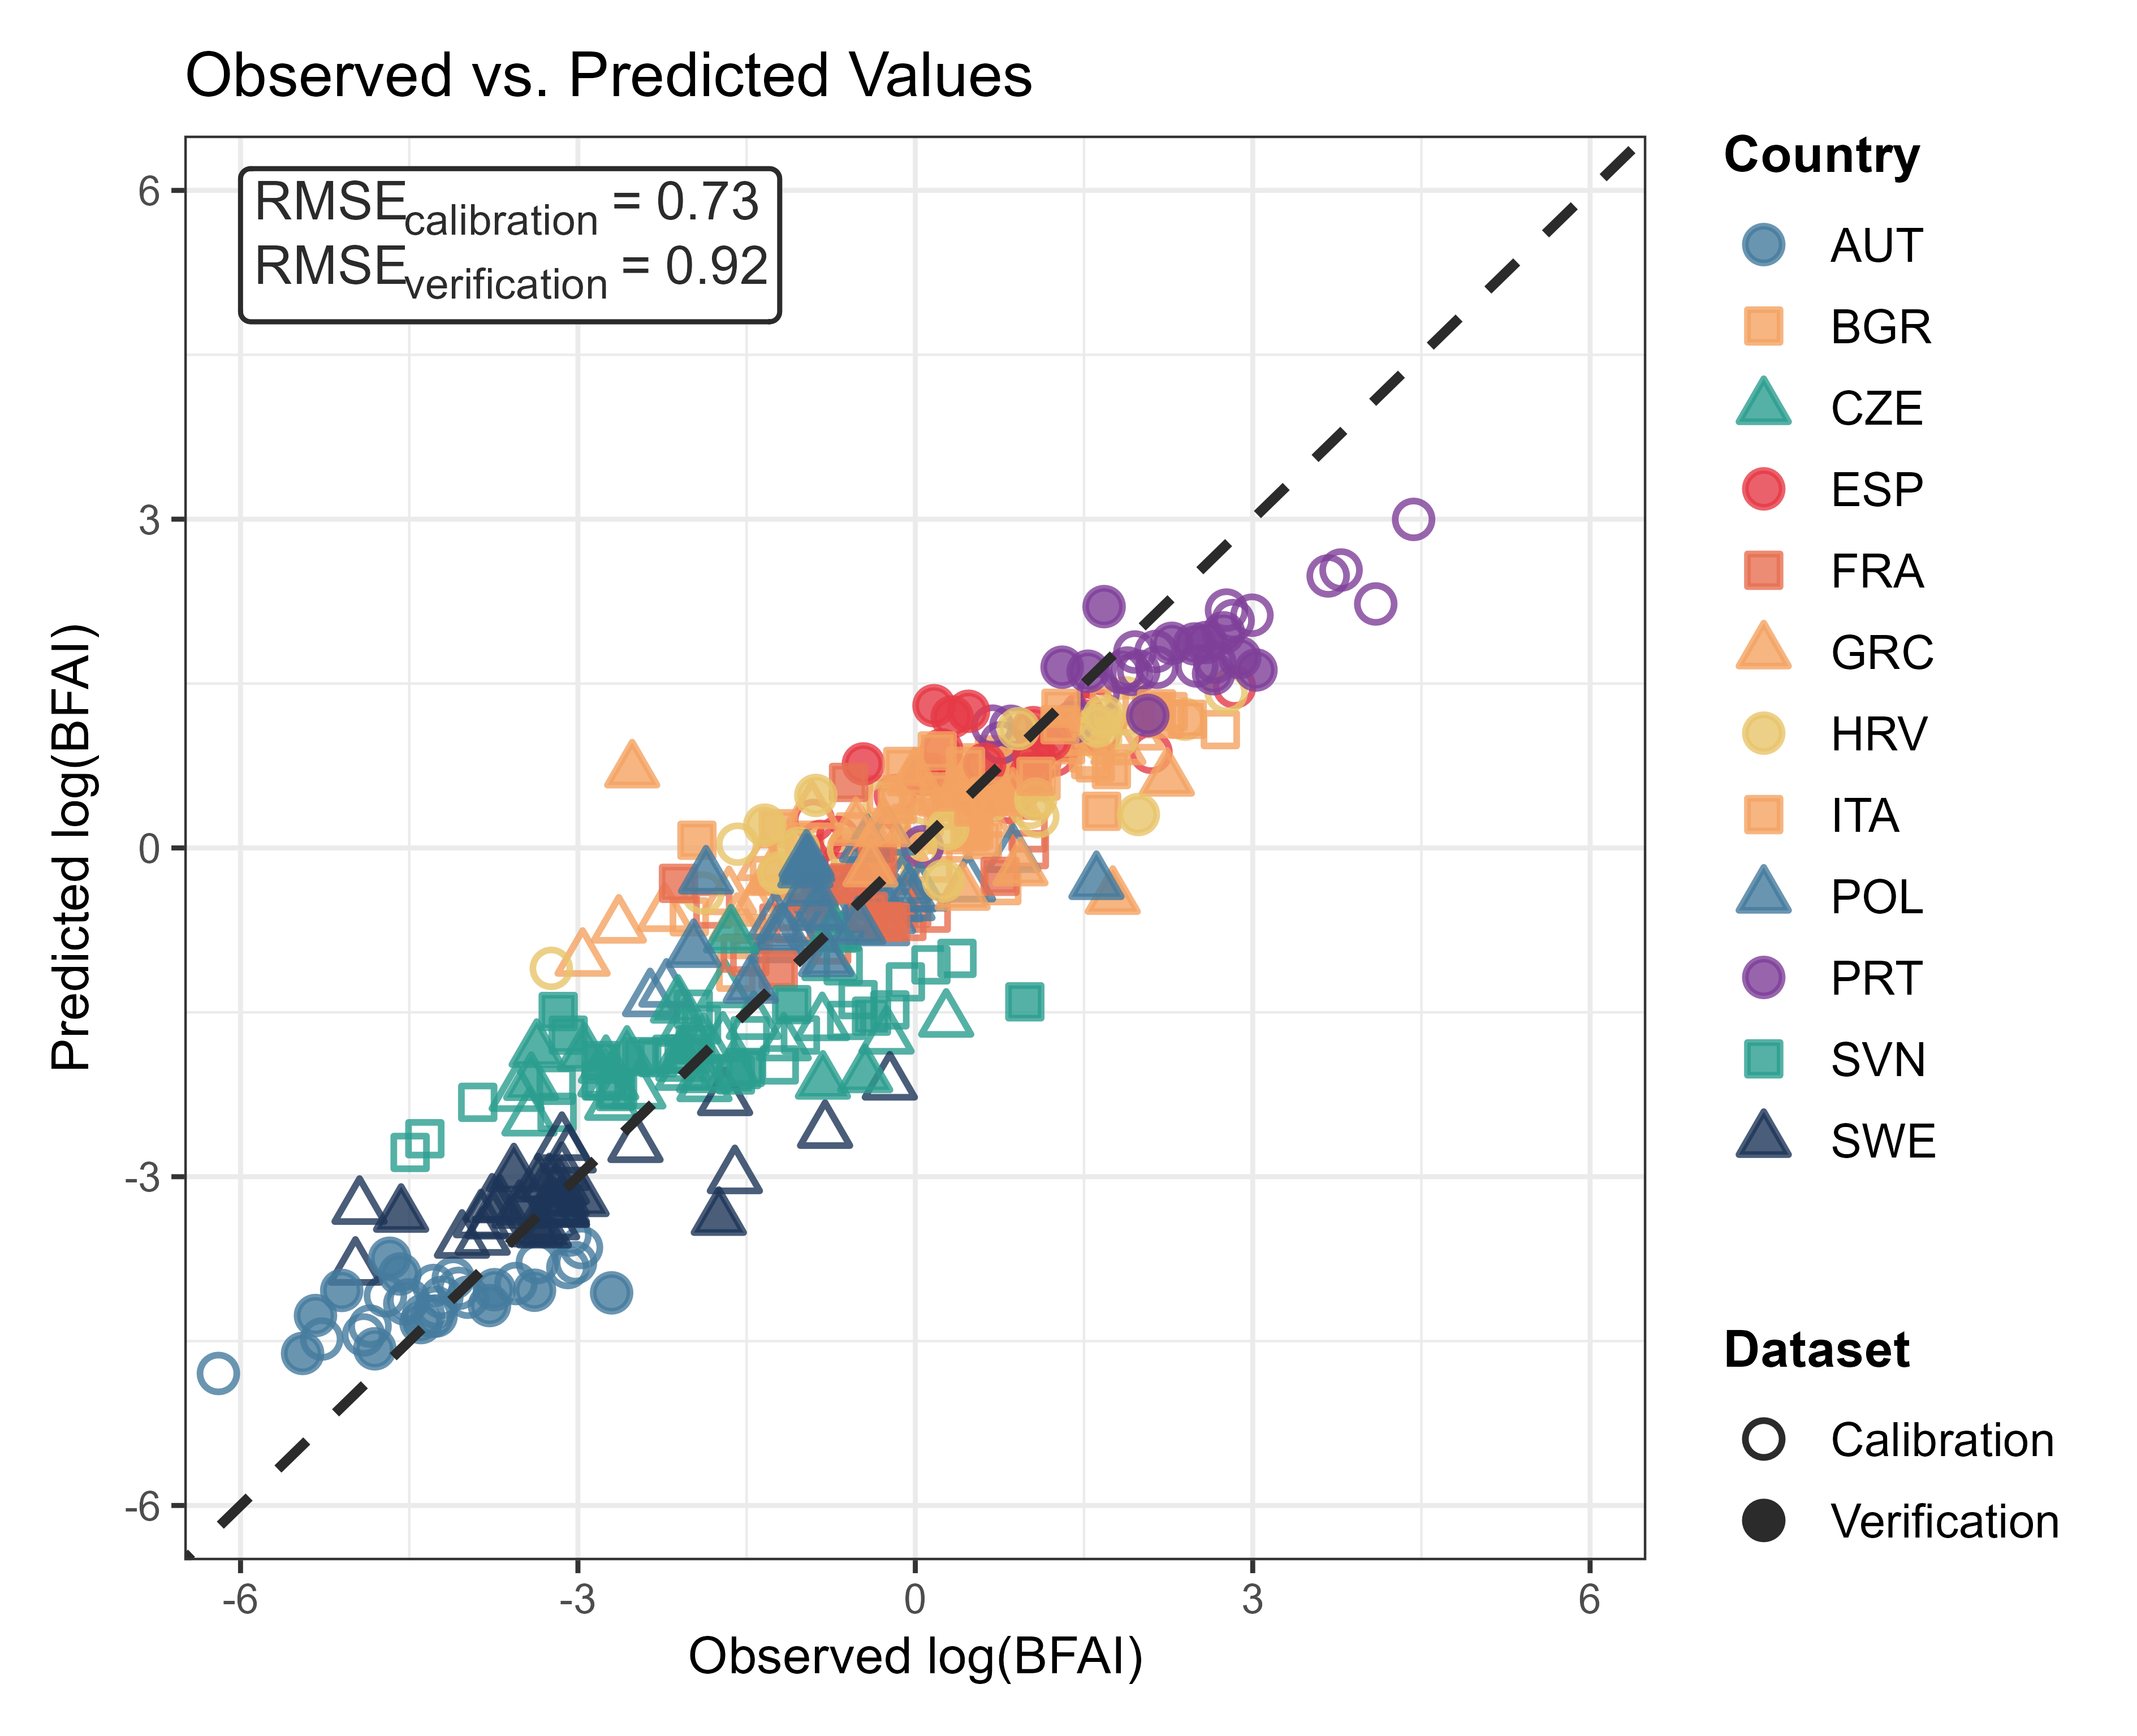 Observed vs. Predicted Values
RMSEcalibration = 0.73
RMSEverification = 0.92
6
3
0
-3
-6
Predicted log(BFAI)
-6
-3
0
3
6
Observed log(BFAI)
Country
AUT
BGR
CZE
ESP
FRA
GRC
HRV
ITA
POL
PRT
SVN
SWE
Dataset
Calibration
Verification